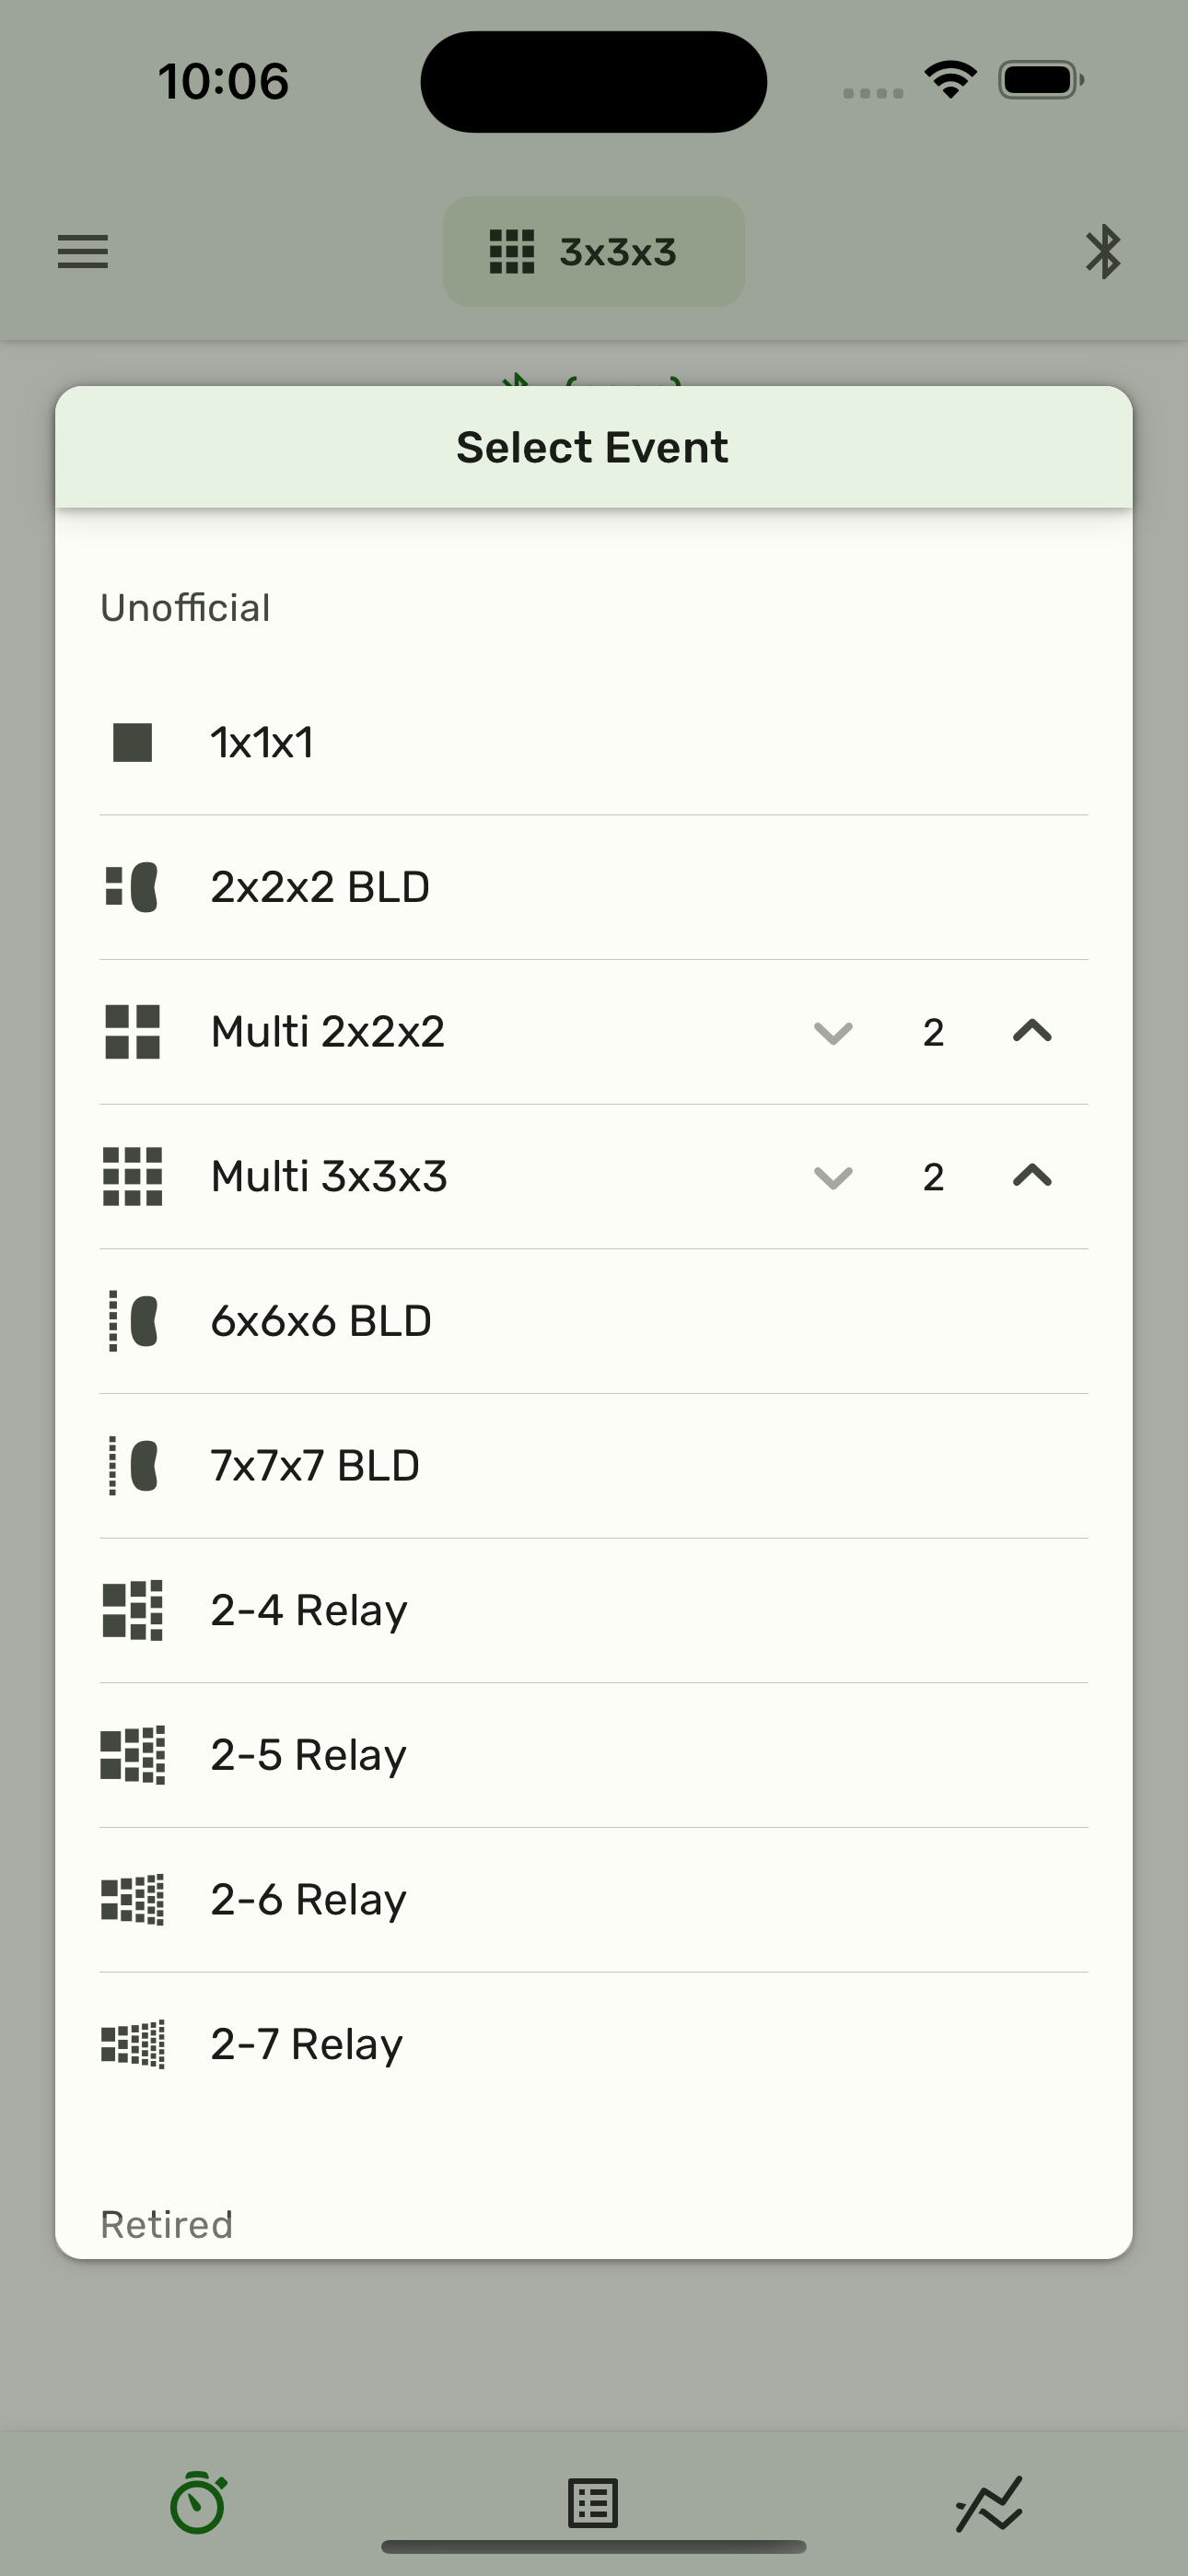 10:06
3x3x3
Select Event
Unofficial
1x1x1
2x2x2 BLD
Multi 2x2x2 2
Multi 3x3x3 2
6x6x6 BLD
7x7x7 BLD
2-4 Relay
2-5 Relay
2-6 Relay
2-7 Relay
Retired